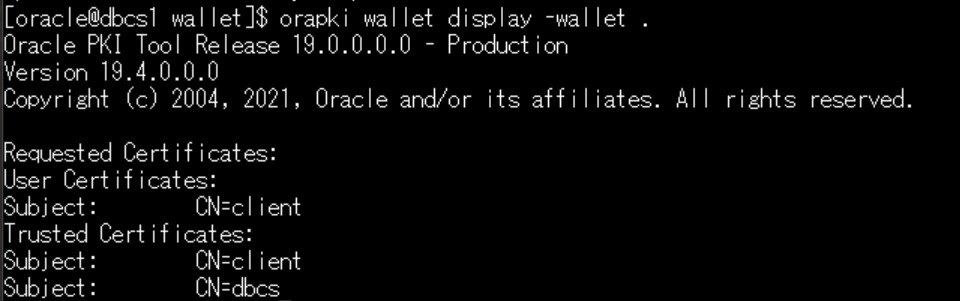 [oracle@dbcs1 wallet]$ orapki wallet display -wallet .
Oracle PKI Tool Release 19.0.0.0.0 - Production
Version 19.4.0.0.0
Copyright (c) 2004, 2021, Oracle and/or its affiliates. All rights reserved.

Requested Certificates:
User Certificates:
Subject:        CN=client
Trusted Certificates:
Subject:        CN=client
Subject:        CN=dbcs